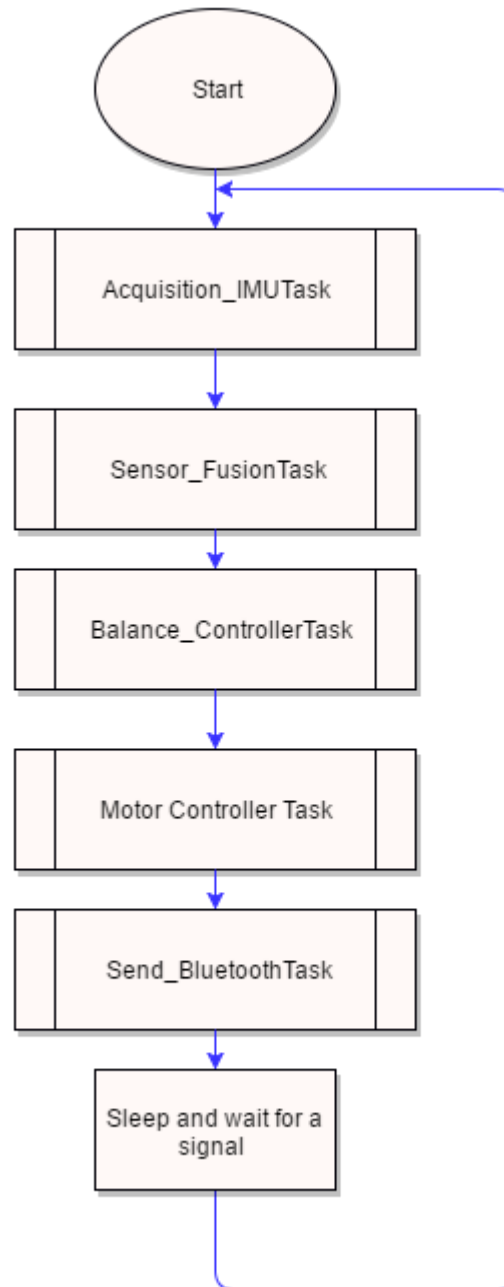 Start
Acquisition_IMUTask
Sensor_FusionTask
Balance_ControllerTask
Motor Controller Task
Send_BluetoothTask
Sleep and wait for a
signal